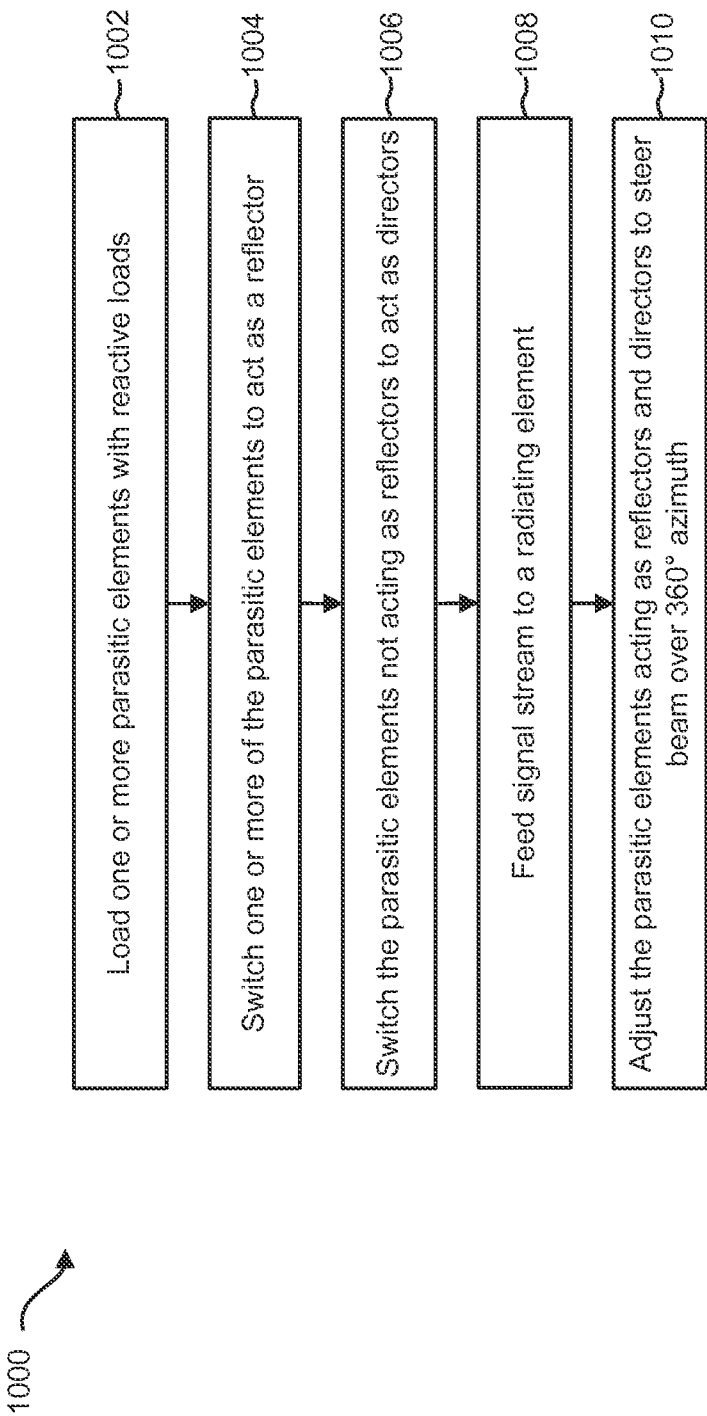 1000
Load one or more parasitic elements with reactive loads
1002
Switch one or more of the parasitic elements to act as a reflector
1004
Switch the parasitic elements not acting as reflectors to act as directors
1006
Feed signal stream to a radiating element
1008
Adjust the parasitic elements acting as reflectors and directors to steer
beam over 360° azimuth
1010